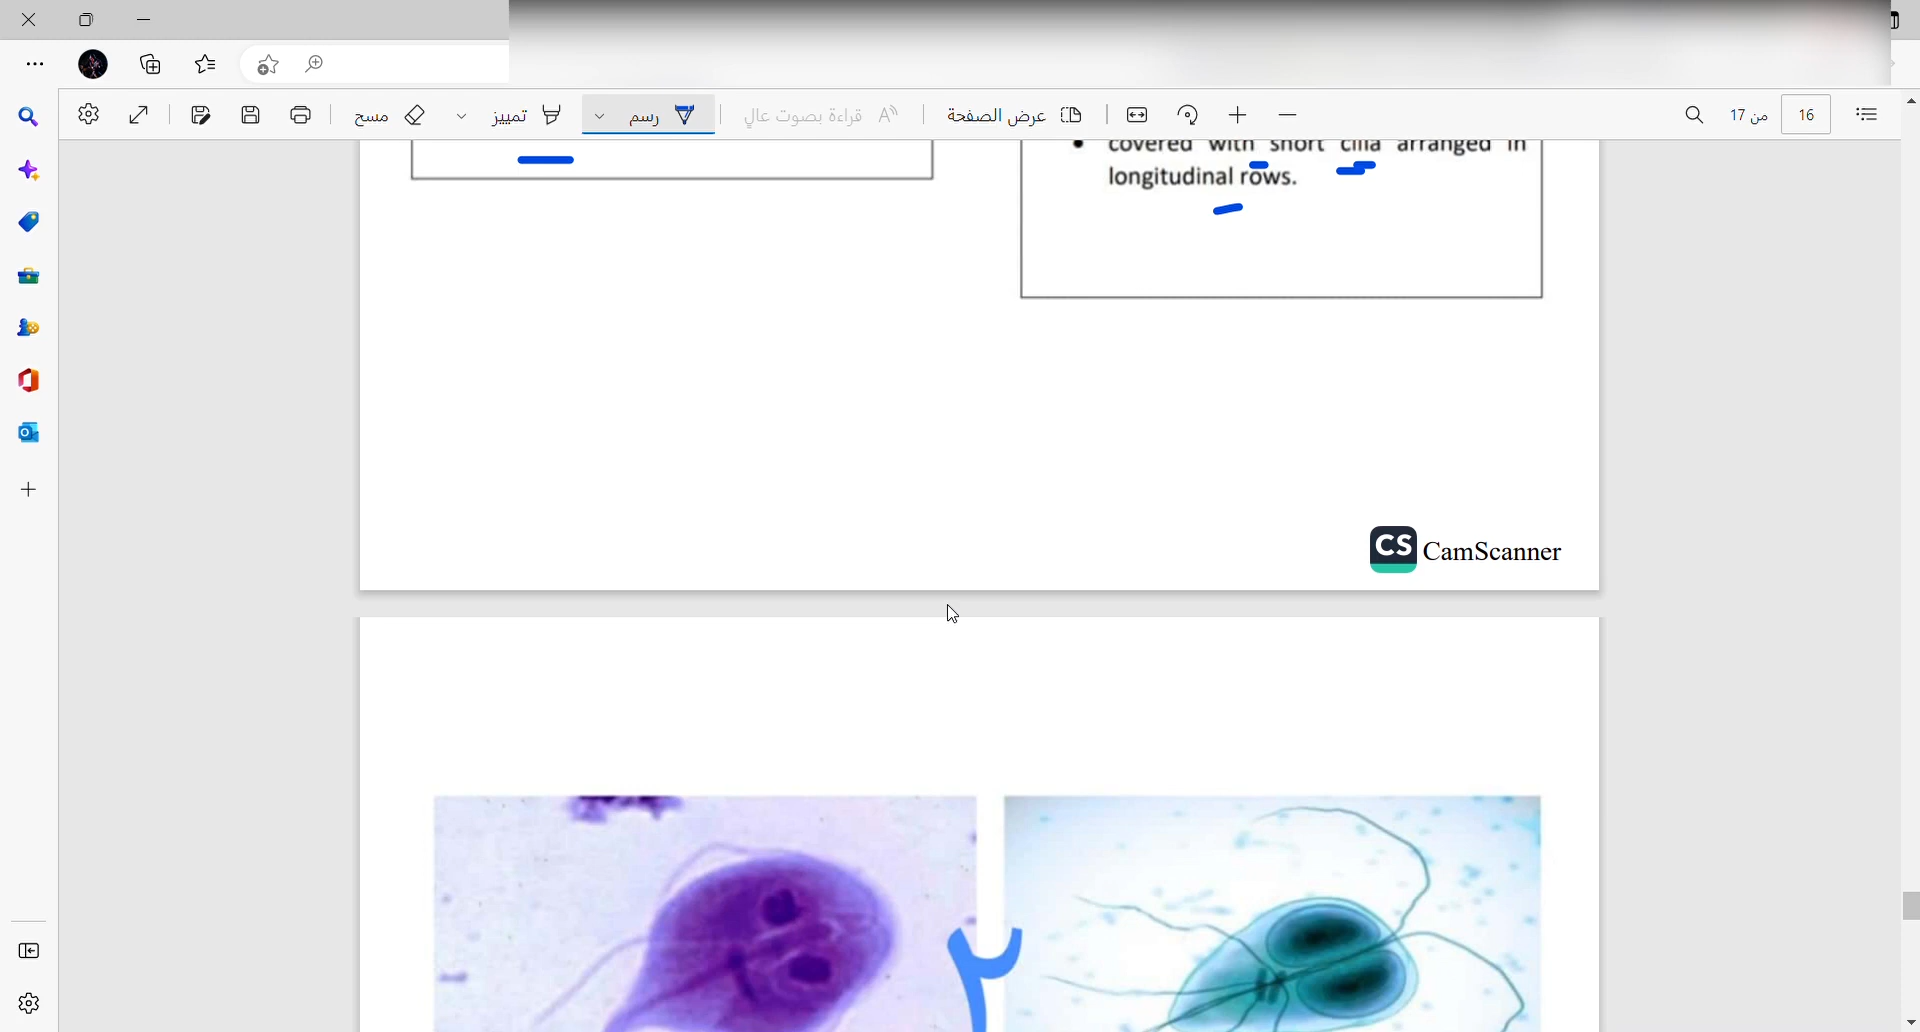 مسح
تمييز
رسم
قراءة بصوت عالٍ
عرض الصفحة
من 17
16
covered with short cilia arranged in
longitudinal rows.
CS CamScanner
٢